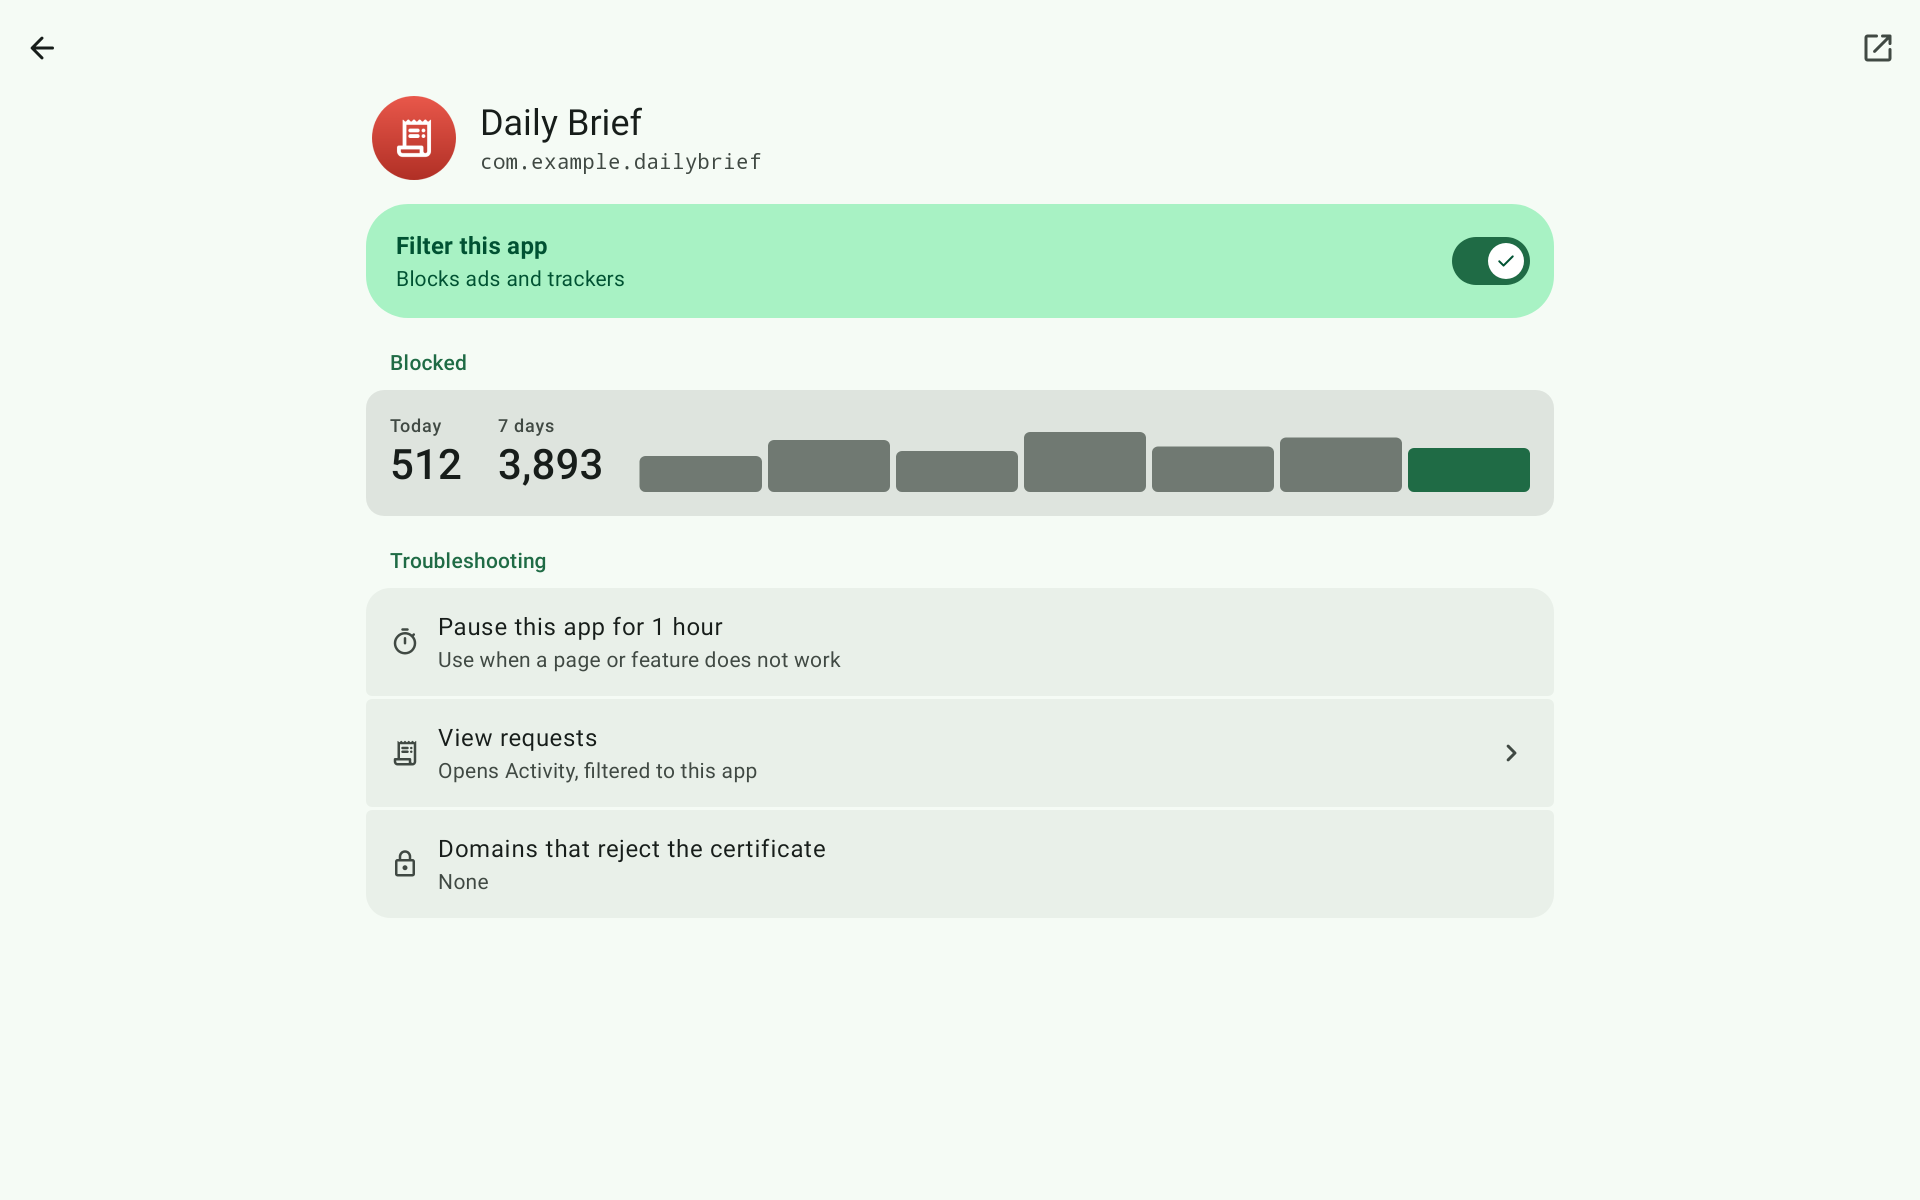 Daily Brief
com.example.dailybrief
Filter this app
Blocks ads and trackers
Blocked
Today
512
7 days
3,893
Troubleshooting
Pause this app for 1 hour
Use when a page or feature does not work
View requests
Opens Activity, filtered to this app
Domains that reject the certificate
None